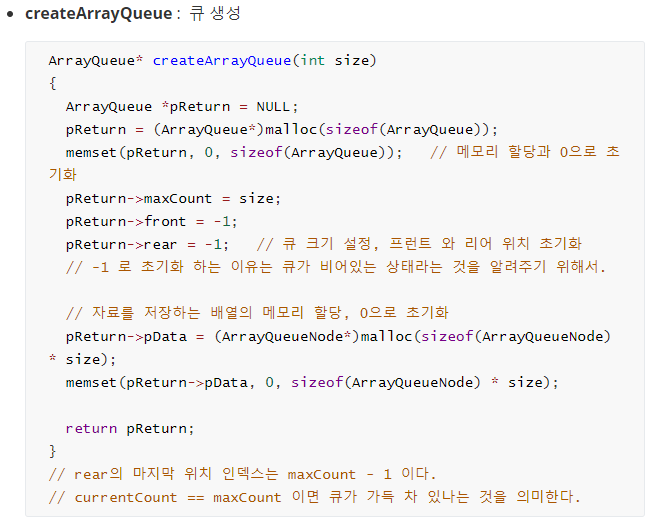 createArrayQueue : 큐 생성
ArrayQueue* createArrayQueue(int size)
{
  ArrayQueue *pReturn = NULL;
  pReturn = (ArrayQueue*)malloc(sizeof(ArrayQueue));
  memset(pReturn, 0, sizeof(ArrayQueue));   // 메모리 할당과 0으로 초
기화
  pReturn->maxCount = size;
  pReturn->front = -1;
  pReturn->rear = -1;   // 큐 크기 설정, 프런트 와 리어 위치 초기화
  // -1 로 초기화 하는 이유는 큐가 비어있는 상태라는 것을 알려주기 위해서.
  // 자료를 저장하는 배열의 메모리 할당, 0으로 초기화
  pReturn->pData = (ArrayQueueNode*)malloc(sizeof(ArrayQueueNode)
* size);
  memset(pReturn->pData, 0, sizeof(ArrayQueueNode) * size);
  return pReturn;
}
// rear의 마지막 위치 인덱스는 maxCount - 1 이다.
// currentCount == maxCount 이면 큐가 가득 차 있나는 것을 의미한다.